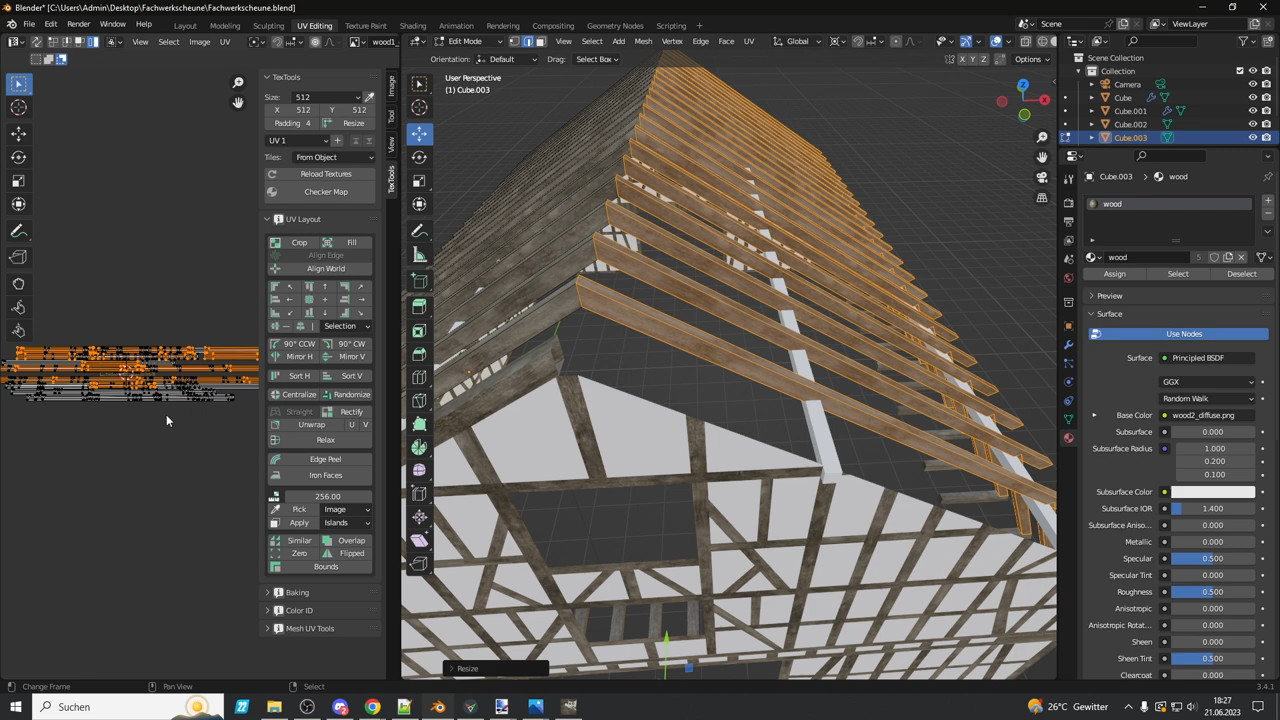 Blender* [C:\Users\Admin\Desktop\Fachwerkscheune\Fachwerkscheune.blend]
File Edit Render Window Help Layout Modeling Sculpting UV Editing Texture Paint Shading Animation Rendering Compositing Geometry Nodes Scripting + Scene ViewLayer
View Select Image UV wood1_
Edit Mode View Select Add Mesh Vertex Edge Face UV Global
Orientation: Default Drag: Select Box X Y Z Options
TexTools
Size: 512
X 512 Y 512
Padding 4 Resize
UV 1
Tiles: From Object
Reload Textures
Checker Map
UV Layout
Crop Fill
Align Edge
Align World
Selection
90° CCW 90° CW
Mirror H Mirror V
Sort H Sort V
Centralize Randomize
Straight Rectify
Unwrap U V
Relax
Edge Peel
Iron Faces
256.00
Pick Image
Apply Islands
Similar Overlap
Zero Flipped
Bounds
Baking
Color ID
Mesh UV Tools
Image
Tool
View
TexTools
User Perspective
(1) Cube.003
Z
X
Resize
Scene Collection
Collection
Camera
Cube
Cube.001
Cube.002
Cube.003
Cube.003 > wood
wood
wood 5
Assign Select Deselect
Preview
Surface
Use Nodes
Surface Principled BSDF
GGX
Random Walk
Base Color wood2_diffuse.png
Subsurface 0.000
Subsurface Radius 1.000
0.200
0.100
Subsurface Color
Subsurface IOR 1.400
Subsurface Aniso... 0.000
Metallic 0.000
Specular 0.500
Specular Tint 0.000
Roughness 0.500
Anisotropic 0.000
Anisotropic Rotat... 0.000
Sheen 0.000
Sheen Tint 0.500
Clearcoat 0.000
Change Frame Pan View Select 3.4.1
Suchen 26°C Gewitter 18:27
21.06.2023